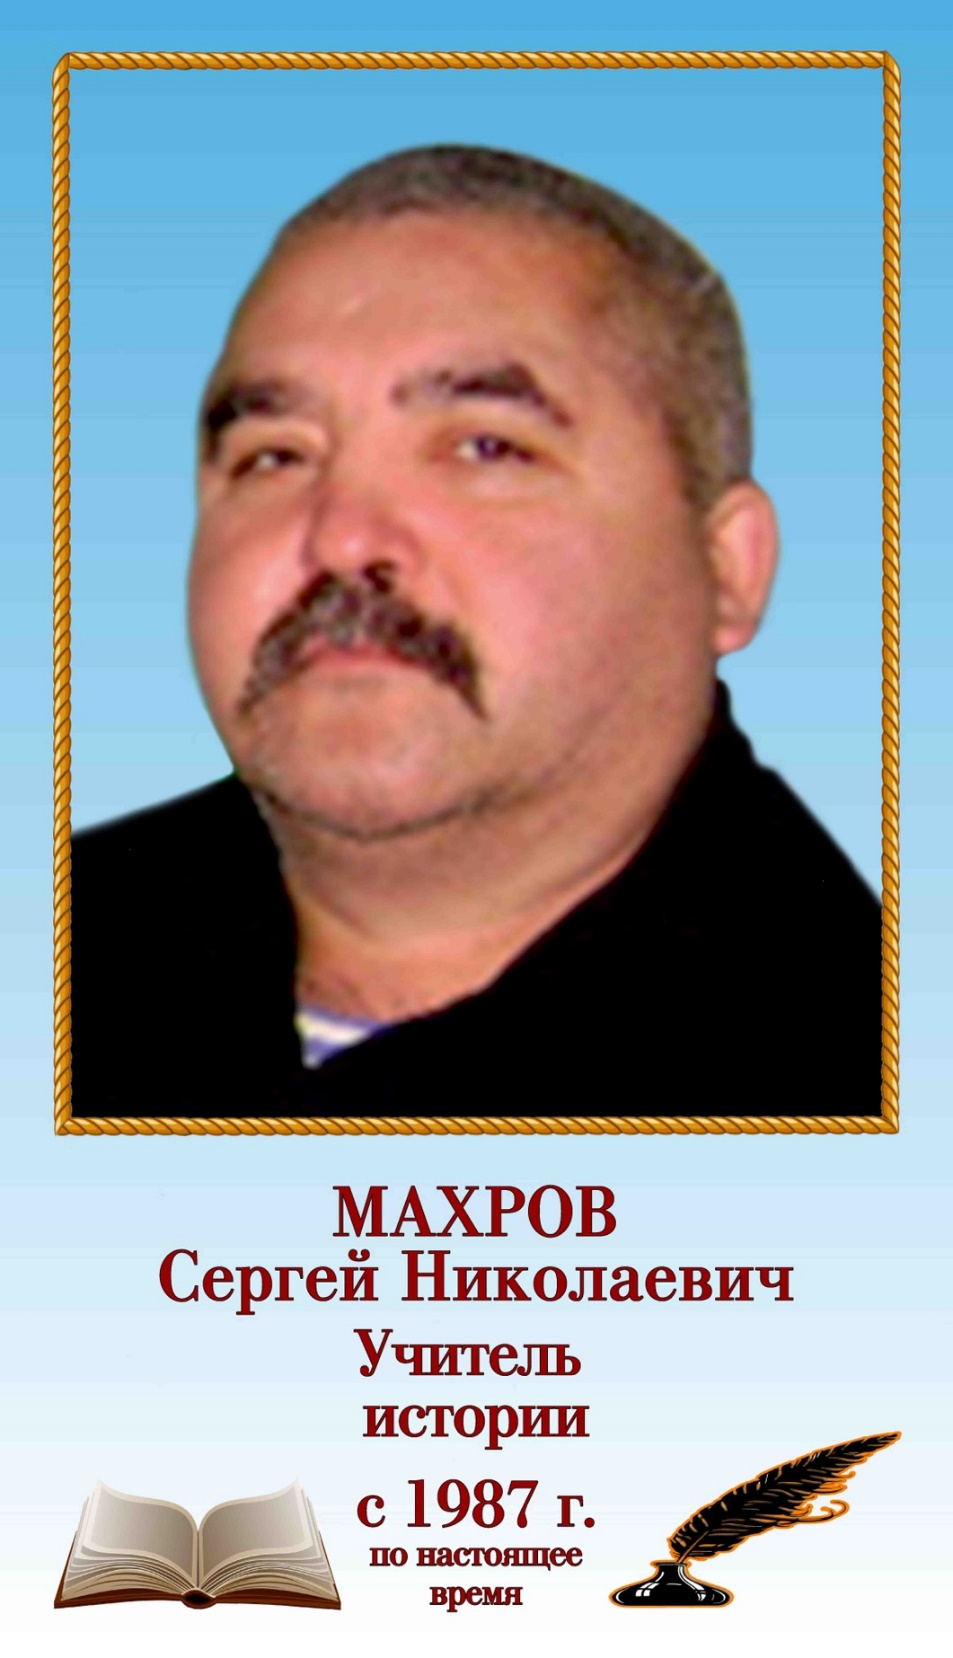 МАХРОВ
Сергей Николаевич
Учитель
истории
с 1987 г.
по настоящее
время